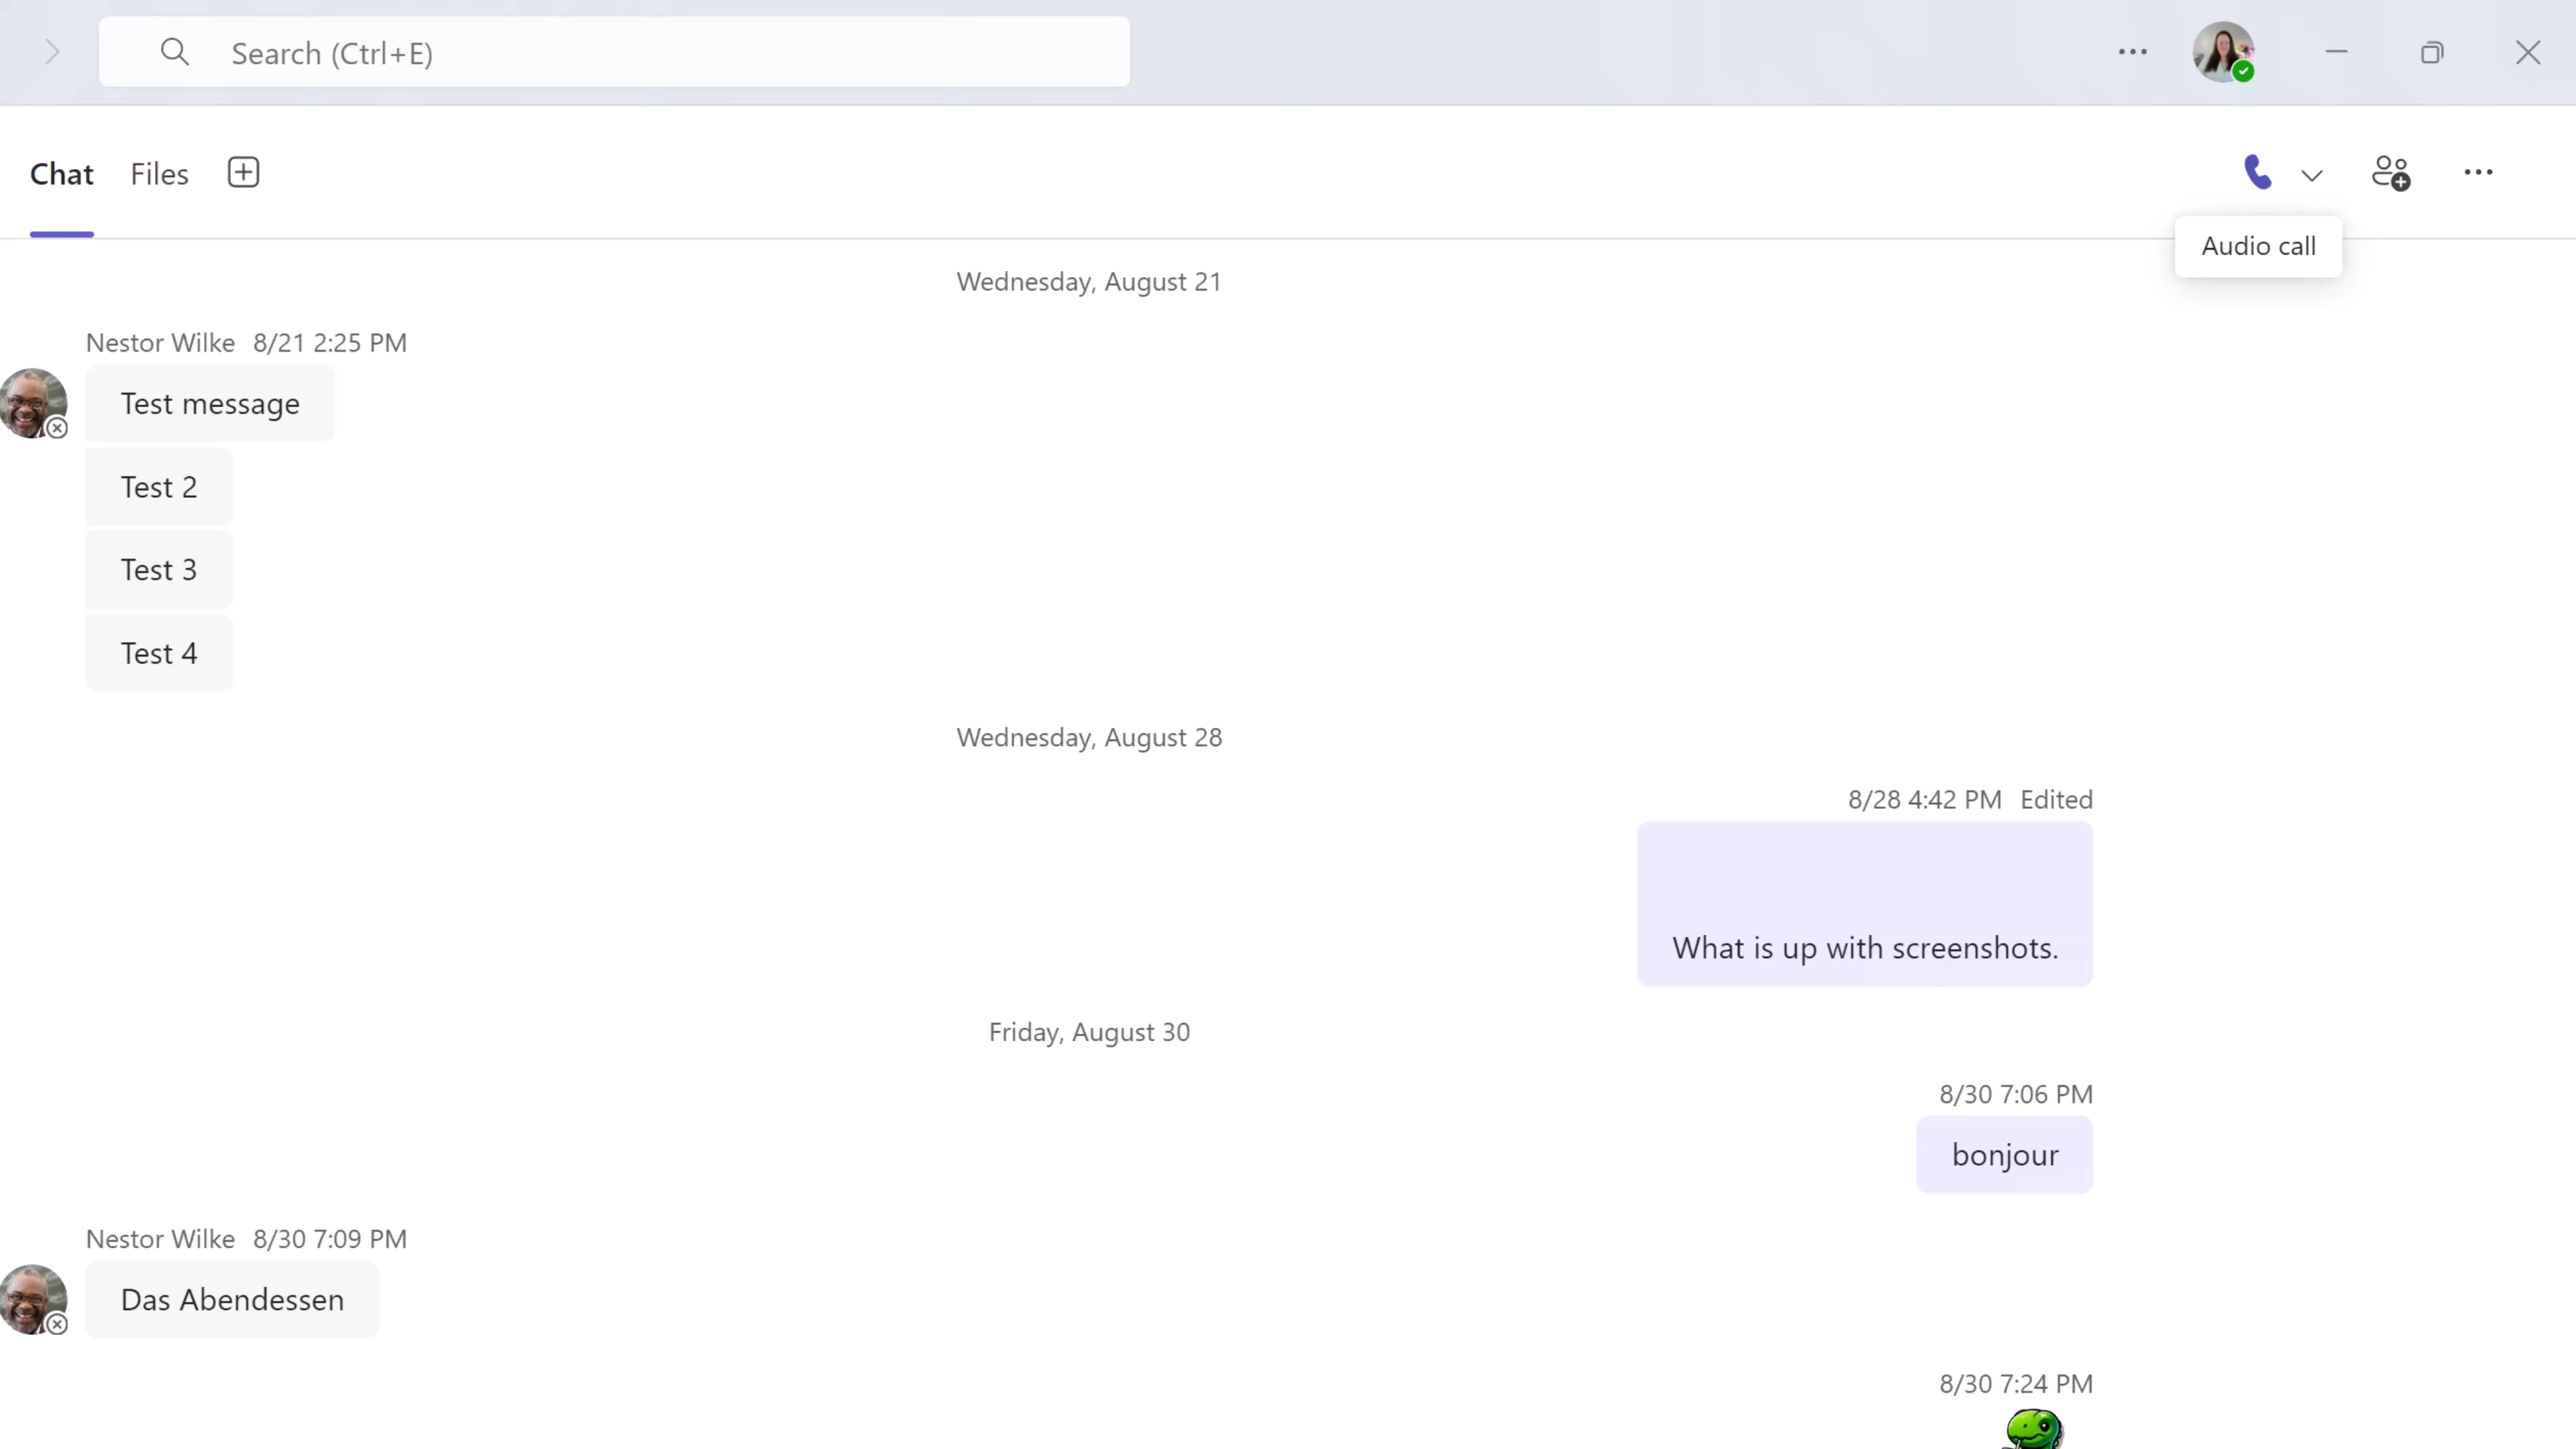 Search (Ctrl+E)
Chat Files
Audio call
Wednesday, August 21
Nestor Wilke 8/21 2:25 PM
Test message
Test 2
Test 3
Test 4
Wednesday, August 28
8/28 4:42 PM Edited
What is up with screenshots.
Friday, August 30
8/30 7:06 PM
bonjour
Nestor Wilke 8/30 7:09 PM
Das Abendessen
8/30 7:24 PM